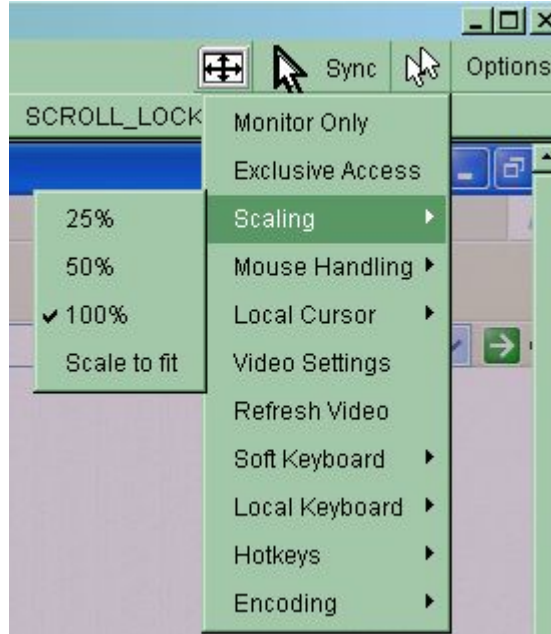 Sync Options
SCROLL_LOCK
Monitor Only
Exclusive Access
Scaling
Mouse Handling
Local Cursor
Video Settings
Refresh Video
Soft Keyboard
Local Keyboard
Hotkeys
Encoding
25%
50%
100%
Scale to fit